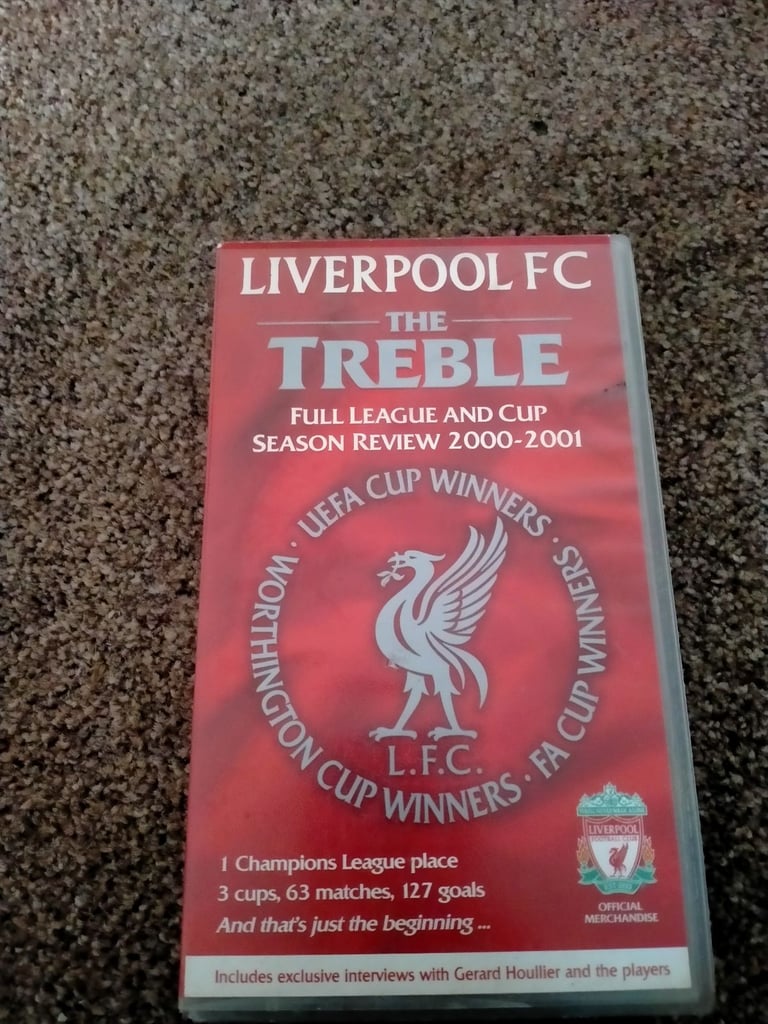 LIVERPOOL FC
THE
TREBLE
FULL LEAGUE AND CUP
SEASON REVIEW 2000-2001
UEFA CUP WINNERS ·
FA CUP WINNERS ·
WORTHINGTON CUP WINNERS ·
L.F.C.
1 Champions League place
3 cups, 63 matches, 127 goals
And that's just the beginning ...
LIVERPOOL
FOOTBALL CLUB
OFFICIAL
MERCHANDISE
Includes exclusive interviews with Gerard Houllier and the players